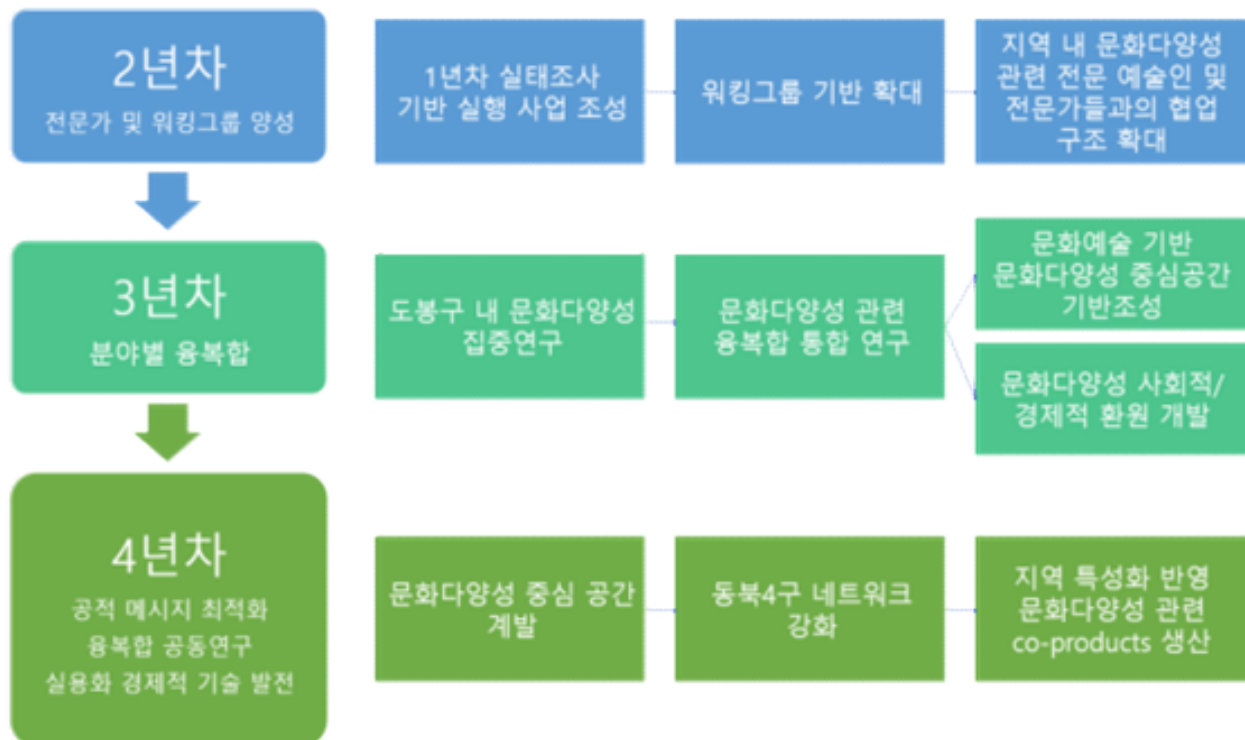 2년차
전문가 및 워킹그룹 양성
1년차 실태조사
기반 실행 사업 조성
워킹그룹 기반 확대
지역 내 문화다양성
관련 전문 예술인 및
전문가들과의 협업
구조 확대
3년차
분야별 융복합
도봉구 내 문화다양성
집중연구
문화다양성 관련
융복합 통합 연구
문화예술 기반
문화다양성 중심공간
기반조성
문화다양성 사회적/
경제적 환원 개발
4년차
공적 메시지 최적화
융복합 공동연구
실용화 경제적 기술 발전
문화다양성 중심 공간
계발
동북4구 네트워크
강화
지역 특성화 반영
문화다양성 관련
co-products 생산